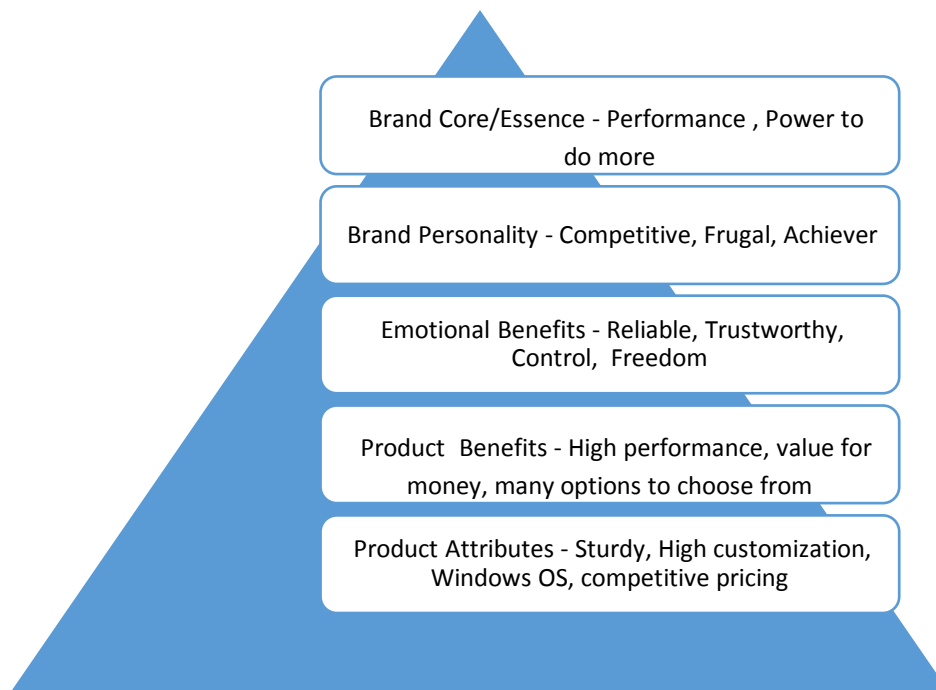 Brand Core/Essence - Performance , Power to
do more
Brand Personality - Competitive, Frugal, Achiever
Emotional Benefits - Reliable, Trustworthy,
Control,  Freedom
Product  Benefits - High performance, value for
money, many options to choose from
Product Attributes - Sturdy, High customization,
Windows OS, competitive pricing